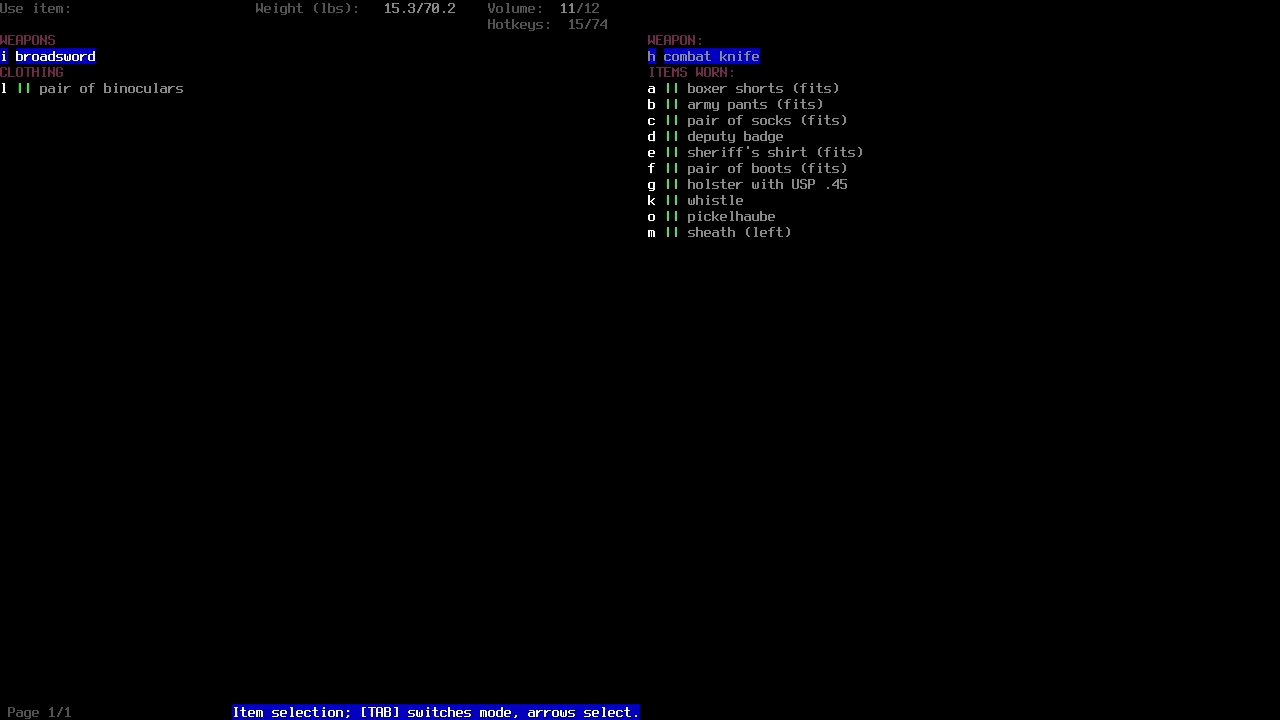 Use item: Weight (lbs): 15.3/70.2 Volume: 11/12
Hotkeys: 15/74
WEAPONS WEAPON:
i broadsword h combat knife
CLOTHING ITEMS WORN:
l || pair of binoculars a || boxer shorts (fits)
b || army pants (fits)
c || pair of socks (fits)
d || deputy badge
e || sheriff's shirt (fits)
f || pair of boots (fits)
g || holster with USP .45
k || whistle
o || pickelhaube
m || sheath (left)
Page 1/1 Item selection; [TAB] switches mode, arrows select.